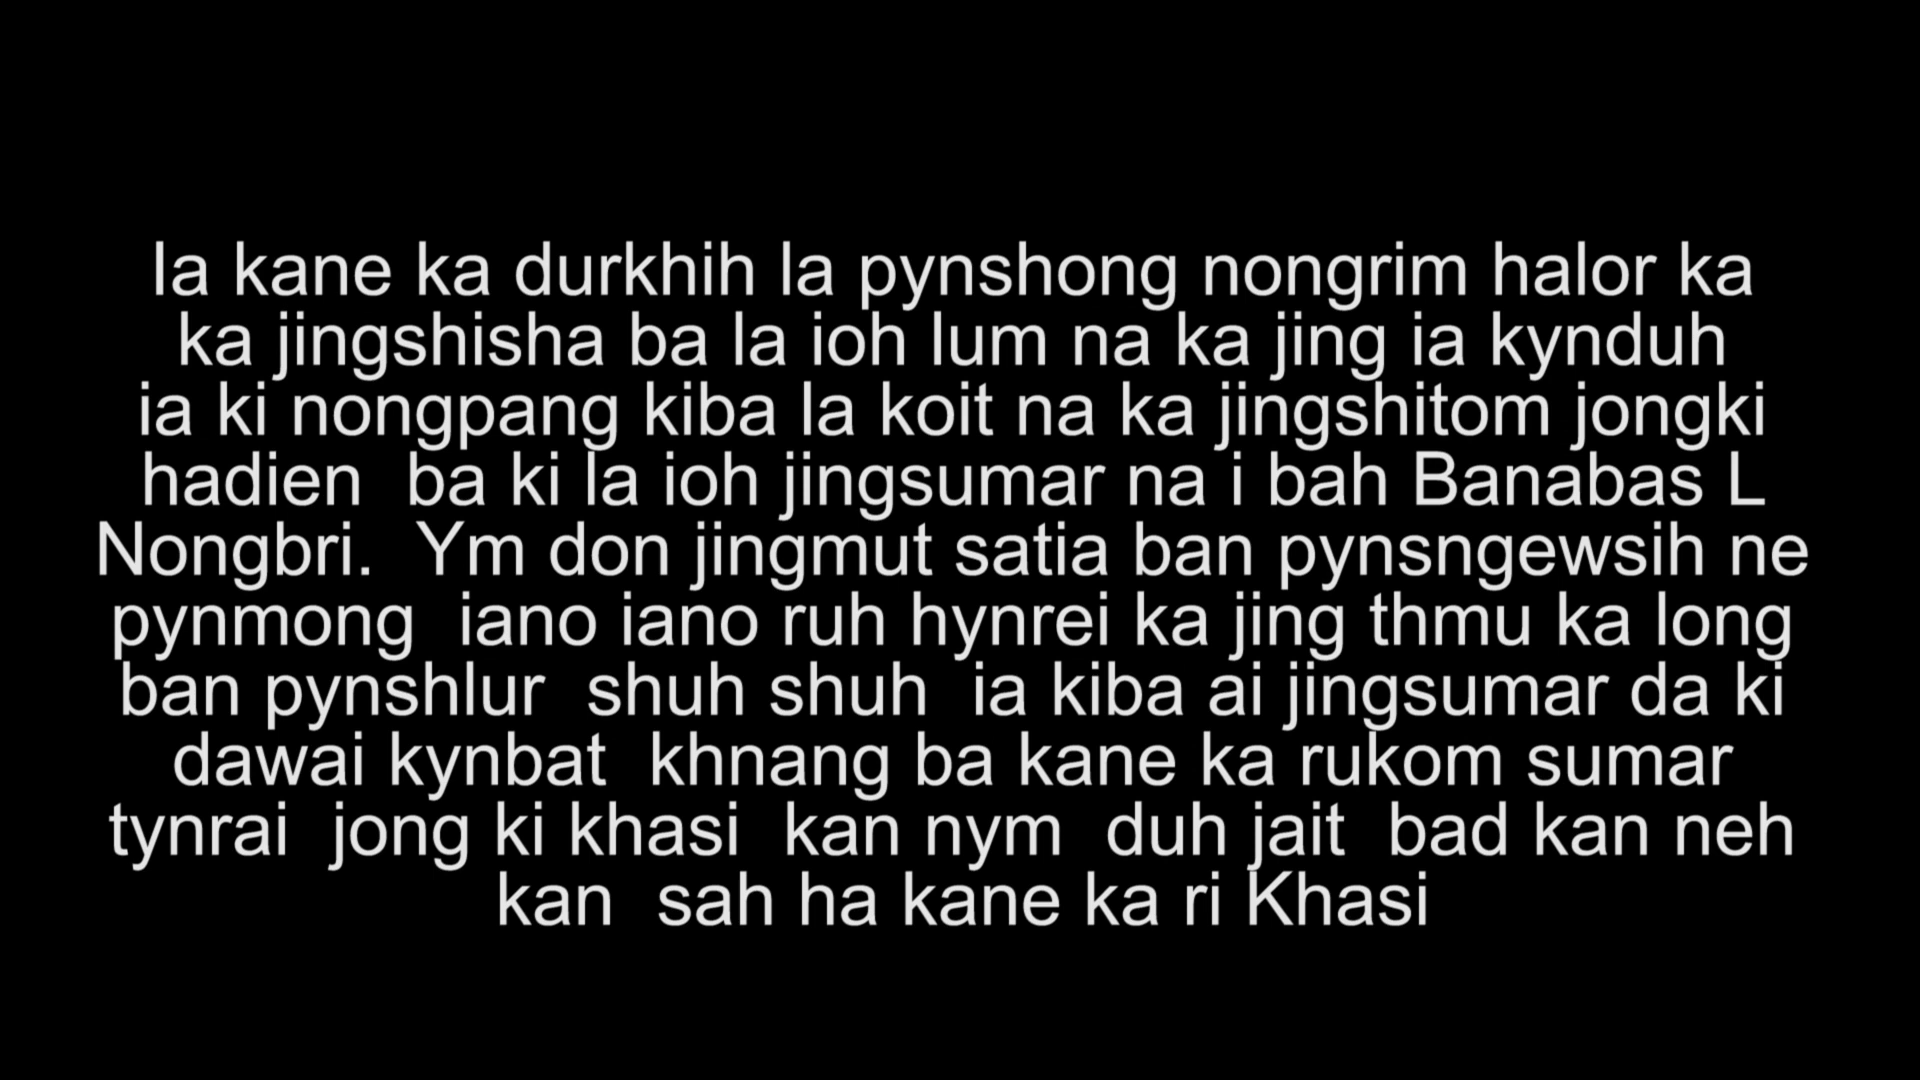 Ia kane ka durkhih la pynshong nongrim halor ka
ka jingshisha ba la ioh lum na ka jing ia kynduh
ia ki nongpang kiba la koit na ka jingshitom jongki
hadien  ba ki la ioh jingsumar na i bah Banabas L
Nongbri.  Ym don jingmut satia ban pynsngewsih ne
pynmong  iano iano ruh hynrei ka jing thmu ka long
ban pynshlur  shuh shuh  ia kiba ai jingsumar da ki
dawai kynbat  khnang ba kane ka rukom sumar
tynrai  jong ki khasi  kan nym  duh jait  bad kan neh
kan  sah ha kane ka ri Khasi